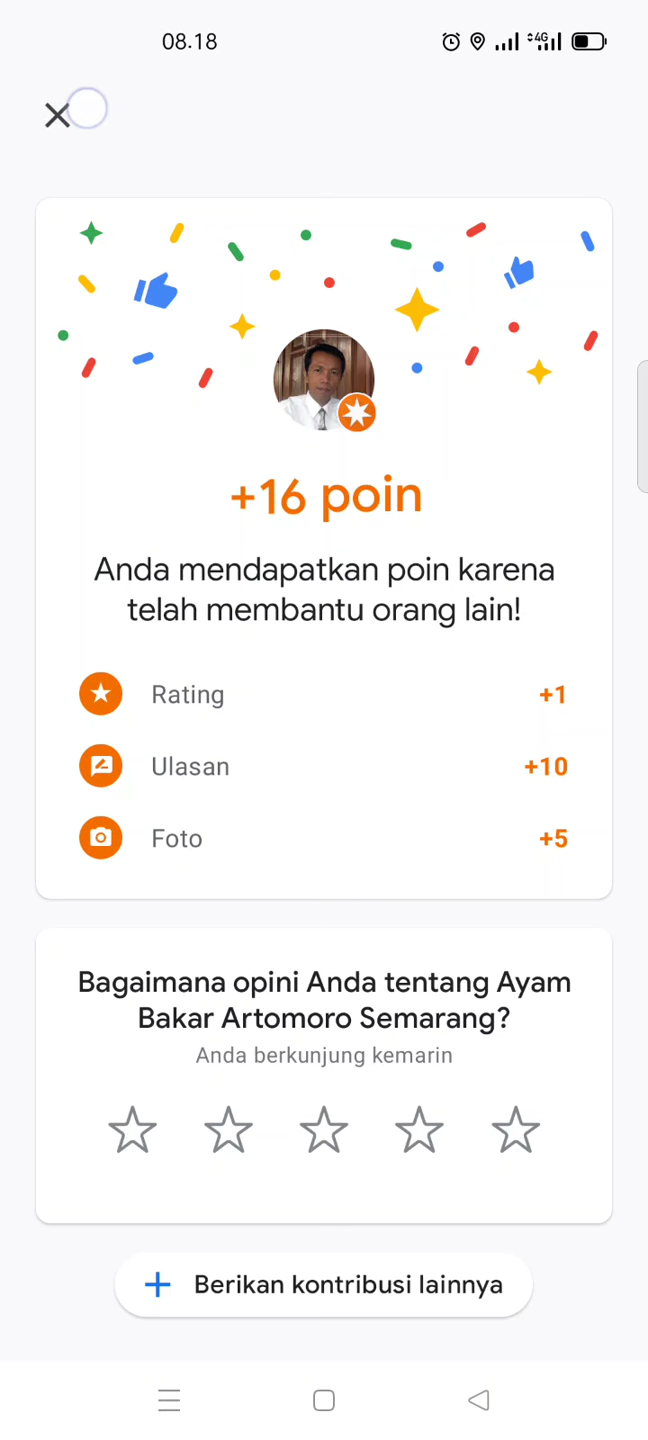 08.18
4G
+16 poin
Anda mendapatkan poin karena
telah membantu orang lain!
Rating +1
Ulasan +10
Foto +5
Bagaimana opini Anda tentang Ayam
Bakar Artomoro Semarang?
Anda berkunjung kemarin
Berikan kontribusi lainnya